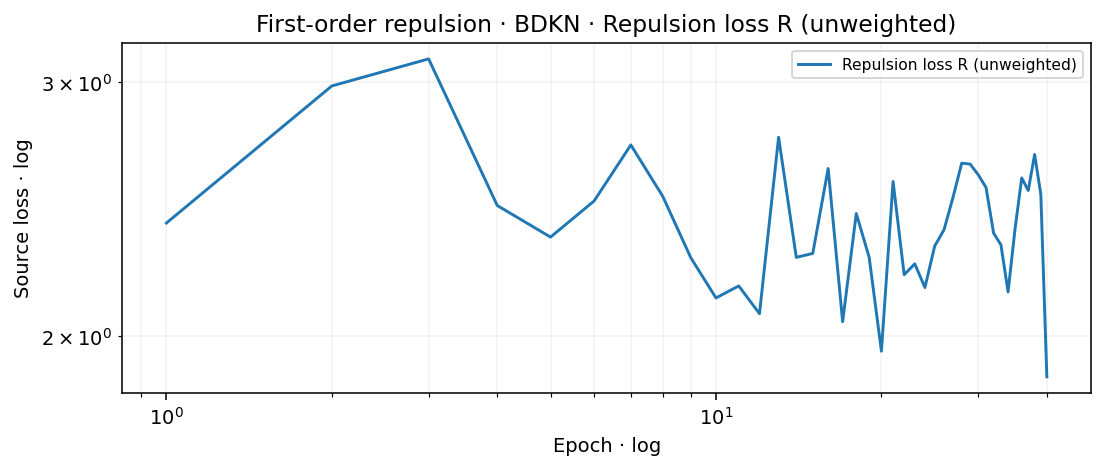 First-order repulsion · BDKN · Repulsion loss R (unweighted)
Repulsion loss R (unweighted)
3 × 10⁰
2 × 10⁰
Source loss · log
10⁰
10¹
Epoch · log